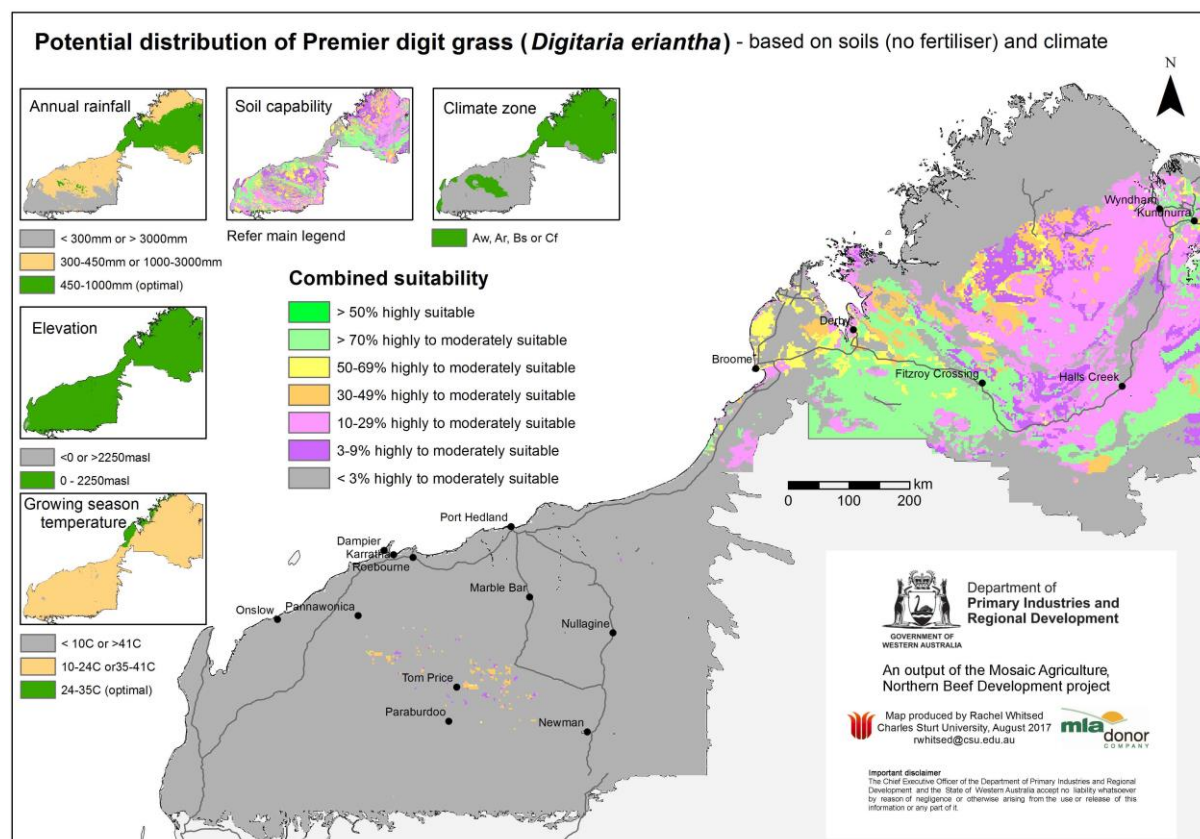 Potential distribution of Premier digit grass (Digitaria eriantha) - based on soils (no fertiliser) and climate
Annual rainfall
< 300mm or > 3000mm
300-450mm or 1000-3000mm
450-1000mm (optimal)
Soil capability
Refer main legend
Climate zone
Aw, Ar, Bs or Cf
N
Elevation
<0 or >2250masl
0 - 2250masl
Growing season
temperature
< 10C or >41C
10-24C or35-41C
24-35C (optimal)
Combined suitability
> 50% highly suitable
> 70% highly to moderately suitable
50-69% highly to moderately suitable
30-49% highly to moderately suitable
10-29% highly to moderately suitable
3-9% highly to moderately suitable
< 3% highly to moderately suitable
Wyndham
Kununurra
Derby
Broome
Fitzroy Crossing
Halls Creek
km
0 100 200
Port Hedland
Dampier
Karratha
Roebourne
Marble Bar
Onslow
Pannawonica
Nullagine
Tom Price
Paraburdoo
Newman
GOVERNMENT OF
WESTERN AUSTRALIA
Department of
Primary Industries and
Regional Development
An output of the Mosaic Agriculture,
Northern Beef Development project
Map produced by Rachel Whitsed
Charles Sturt University, August 2017
rwhitsed@csu.edu.au
mla
donor
COMPANY
Important disclaimer
The Chief Executive Officer of the Department of Primary Industries and Regional
Development and the State of Western Australia accept no liability whatsoever
by reason of negligence or otherwise arising from the use or release of this
information or any part of it.